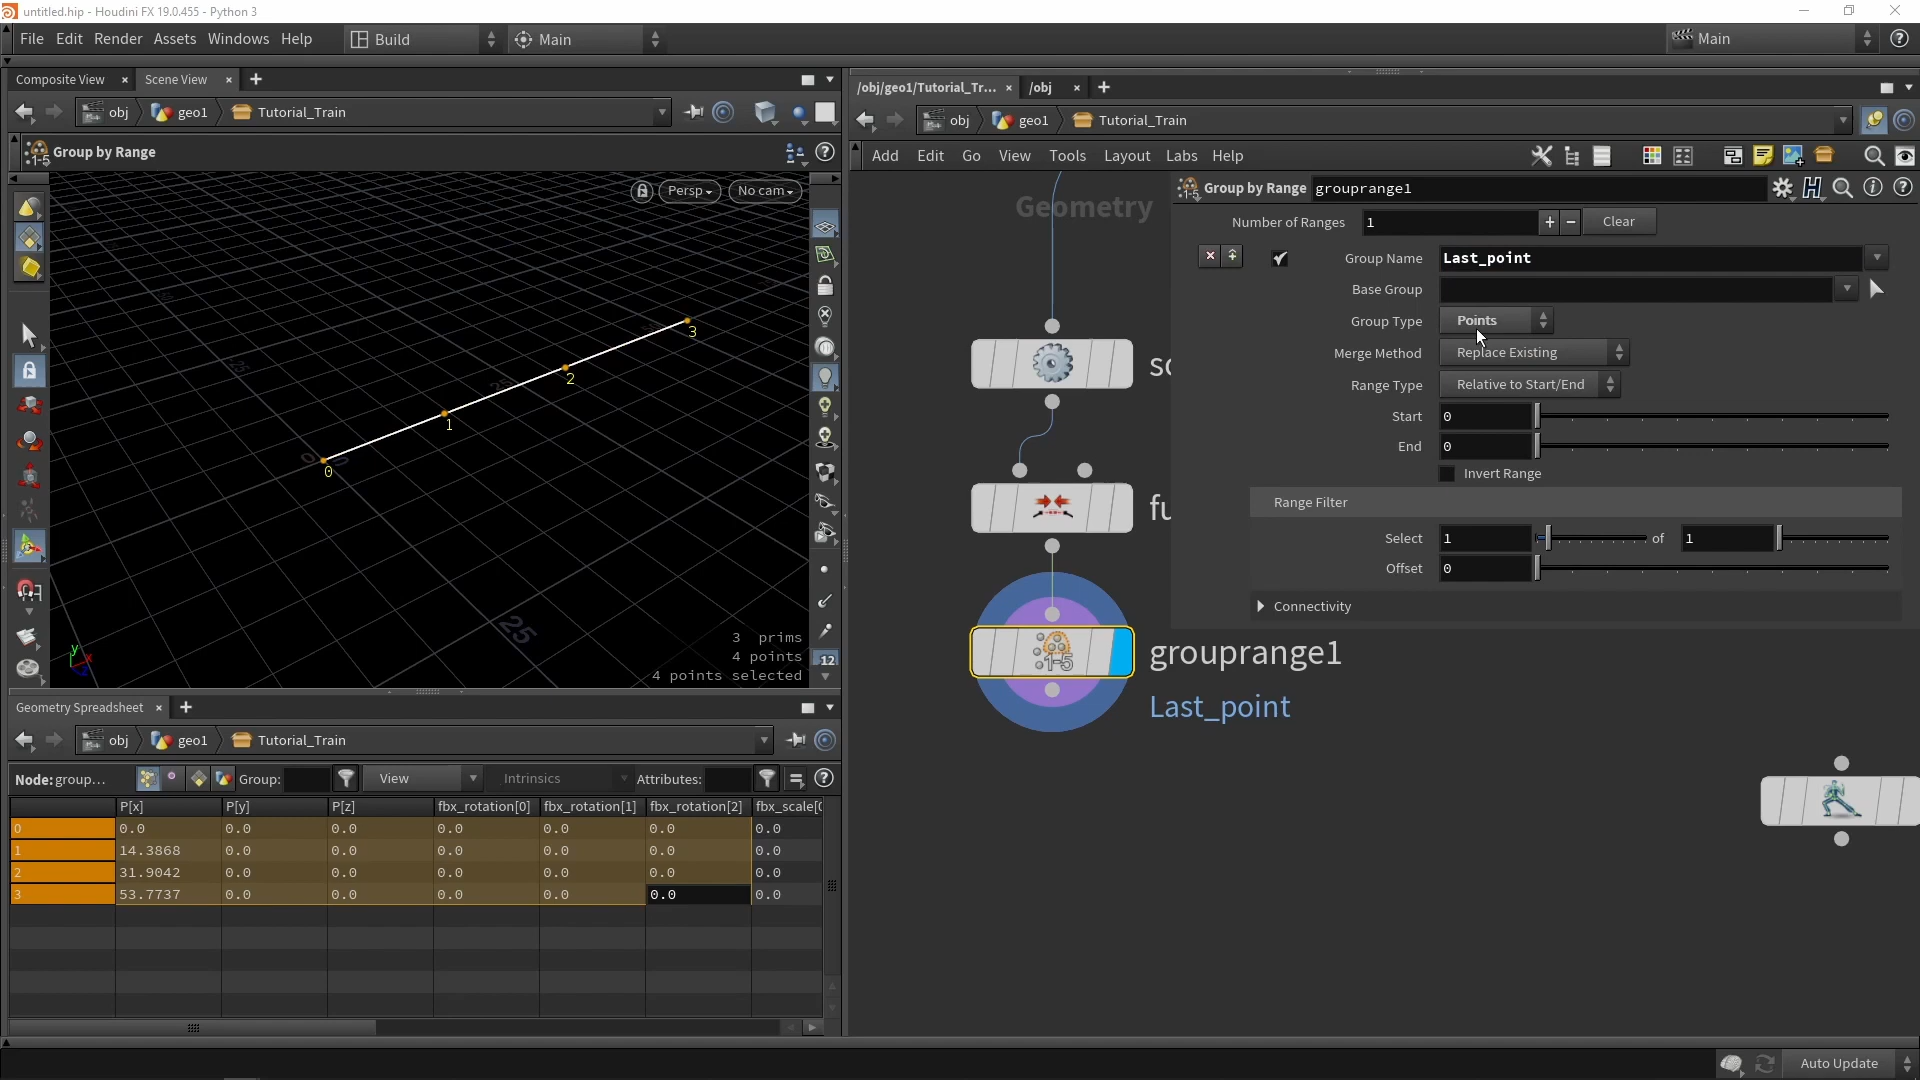 untitled.hip - Houdini FX 19.0.455 - Python 3
File Edit Render Assets Windows Help
Build
Main
Main
Composite View
Scene View
obj
geo1
Tutorial_Train
Group by Range
Persp
No cam
0
1
2
3
25
3 prims
4 points
4 points selected
Geometry Spreadsheet
obj
geo1
Tutorial_Train
Node: group...
Group:
View
Intrinsics
Attributes:
P[x] P[y] P[z] fbx_rotation[0] fbx_rotation[1] fbx_rotation[2] fbx_scale[0
0 0.0 0.0 0.0 0.0 0.0 0.0 0.0
1 14.3868 0.0 0.0 0.0 0.0 0.0 0.0
2 31.9042 0.0 0.0 0.0 0.0 0.0 0.0
3 53.7737 0.0 0.0 0.0 0.0 0.0 0.0
/obj/geo1/Tutorial_Tr...
/obj
obj
geo1
Tutorial_Train
Add Edit Go View Tools Layout Labs Help
Geometry
Group by Range grouprange1
Number of Ranges 1
Clear
Group Name Last_point
Base Group
Group Type Points
Merge Method Replace Existing
Range Type Relative to Start/End
Start 0
End 0
Invert Range
Range Filter
Select 1 of 1
Offset 0
Connectivity
fu
grouprange1
Last_point
Auto Update